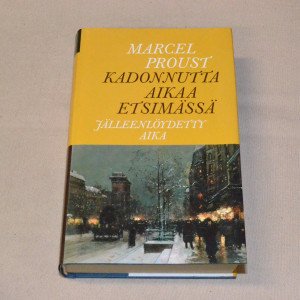 MARCEL
PROUST
KADONNUTTA
AIKAA
ETSIMÄSSÄ
JÄLLEENLÖYDETTY
AIKA